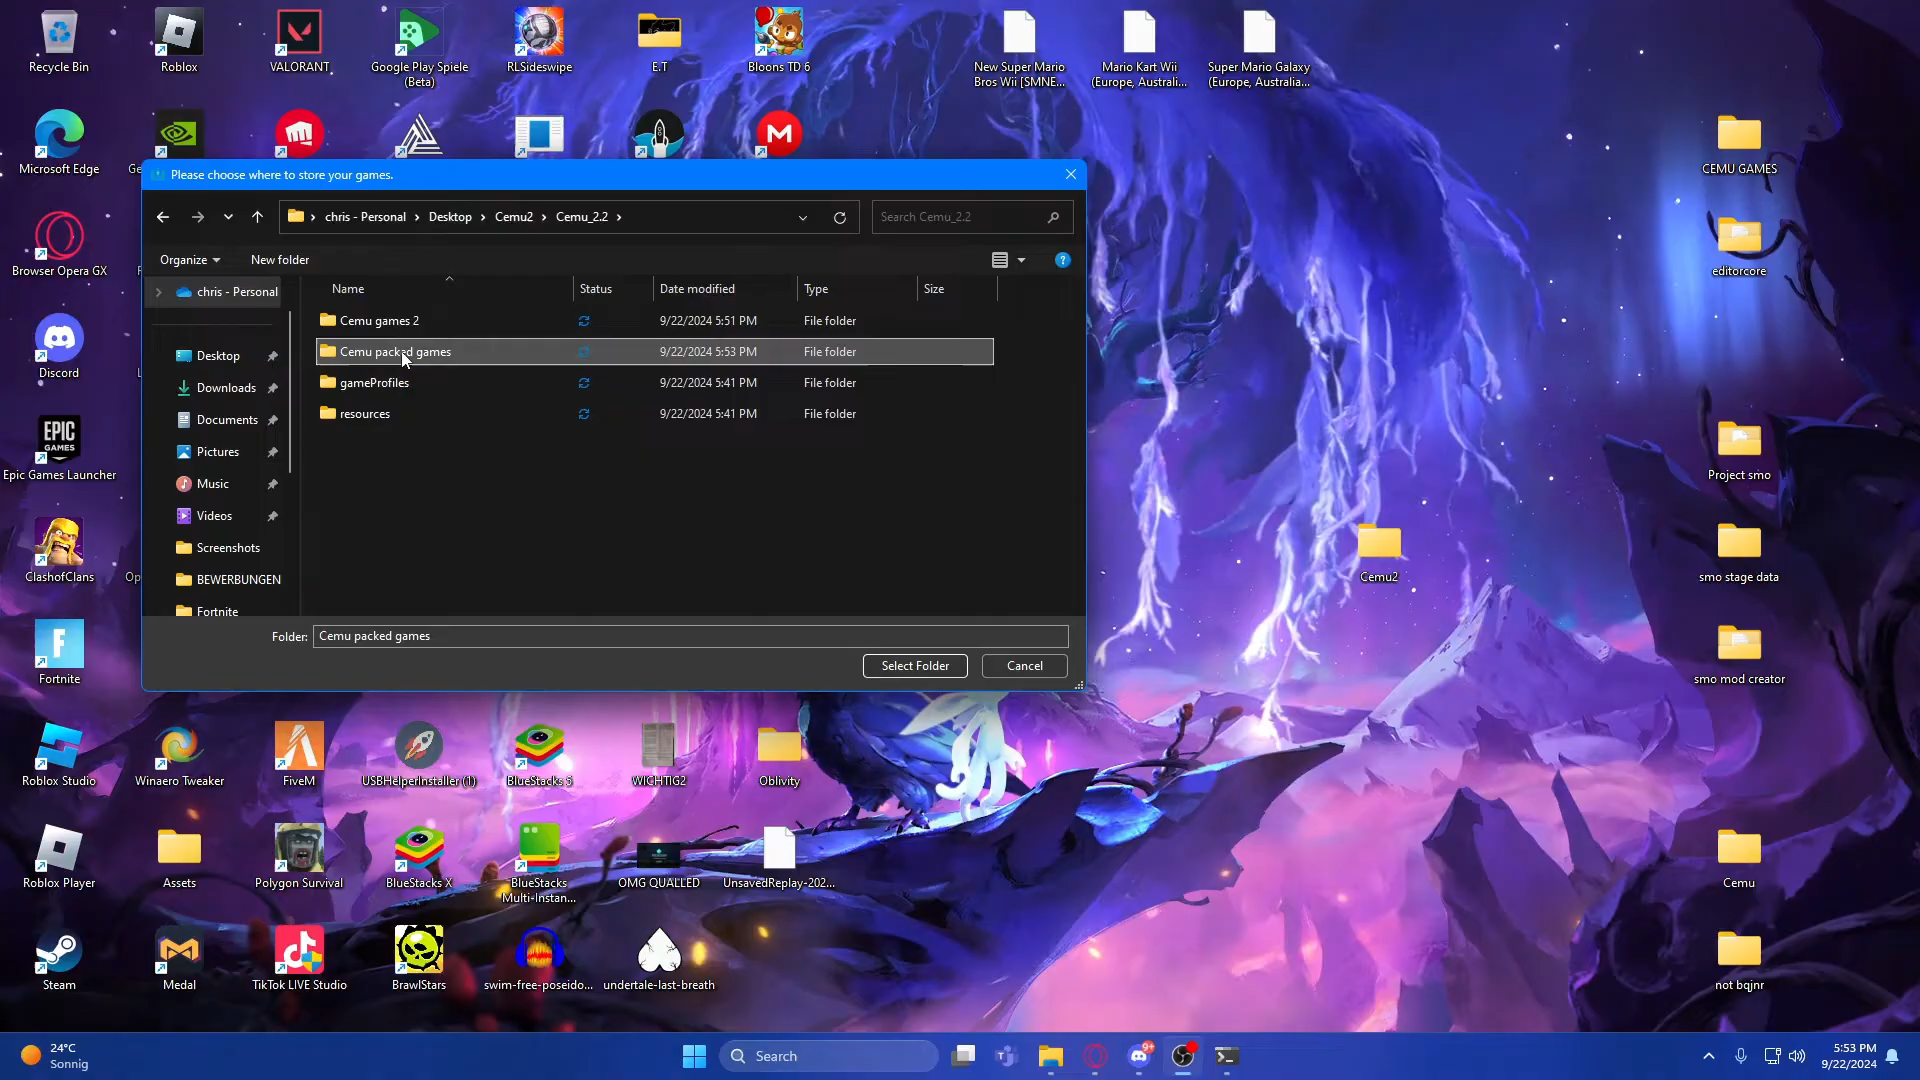 Recycle Bin
Roblox
VALORANT
Google Play Spiele
(Beta)
RLSideswipe
E.T
Bloons TD 6
New Super Mario
Bros Wii [SMNE...
Mario Kart Wii
(Europe, Australi...
Super Mario Galaxy
(Europe, Australia...
Microsoft Edge
Ge
CEMU GAMES
Please choose where to store your games.
chris - Personal
Desktop
Cemu2
Cemu_2.2
Search Cemu_2.2
Organize
New folder
Name
Status
Date modified
Type
Size
chris - Personal
Desktop
Downloads
Documents
Pictures
Music
Videos
Screenshots
BEWERBUNGEN
Fortnite
Cemu games 2
9/22/2024 5:51 PM
File folder
Cemu packed games
9/22/2024 5:53 PM
File folder
gameProfiles
9/22/2024 5:41 PM
File folder
resources
9/22/2024 5:41 PM
File folder
Folder:
Cemu packed games
Select Folder
Cancel
Browser Opera GX
editorcore
Discord
EPIC
GAMES
Epic Games Launcher
Project smo
ClashofClans
Op
Cemu2
smo stage data
Fortnite
smo mod creator
Roblox Studio
Winaero Tweaker
FiveM
USBHelperInstaller (1)
BlueStacks 5
WICHTIG2
Oblivity
Roblox Player
Assets
Polygon Survival
BlueStacks X
BlueStacks
Multi-Instan...
OMG QUALLED
UnsavedReplay-202...
Cemu
Steam
Medal
TikTok LIVE Studio
BrawlStars
swim-free-poseido...
undertale-last-breath
not bqjnr
24°C
Sonnig
Search
9+
5:53 PM
9/22/2024